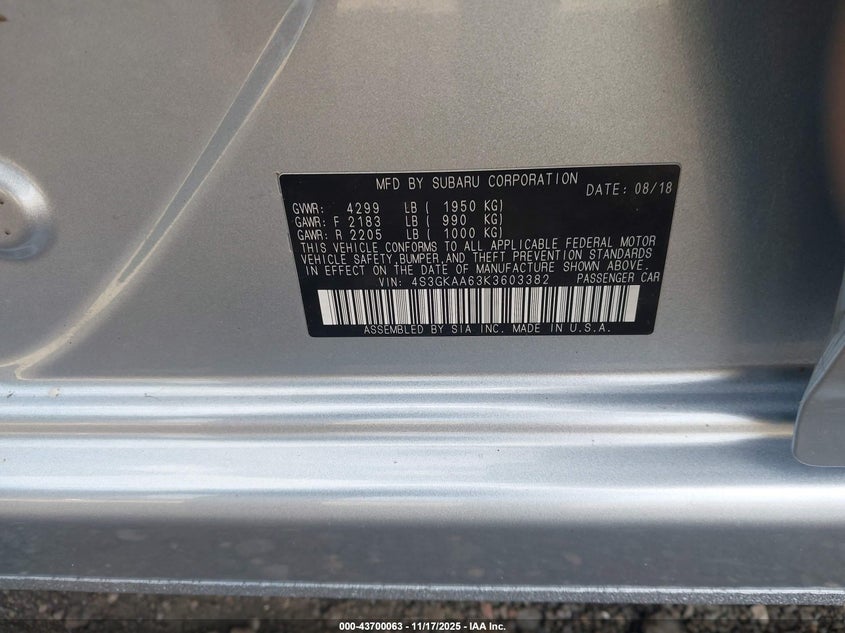 MFD BY SUBARU CORPORATION DATE: 08/18
GVWR: 4299 LB ( 1950 KG)
GAWR: F 2183 LB ( 990 KG)
GAWR: R 2205 LB ( 1000 KG)
THIS VEHICLE CONFORMS TO ALL APPLICABLE FEDERAL MOTOR
VEHICLE SAFETY, BUMPER, AND THEFT PREVENTION STANDARDS
IN EFFECT ON THE DATE OF MANUFACTURE SHOWN ABOVE.
VIN: 4S3GKAA63K3603382 PASSENGER CAR
ASSEMBLED BY SIA INC. MADE IN U.S.A.
000-43700063 - 11/17/2025 - IAA Inc.